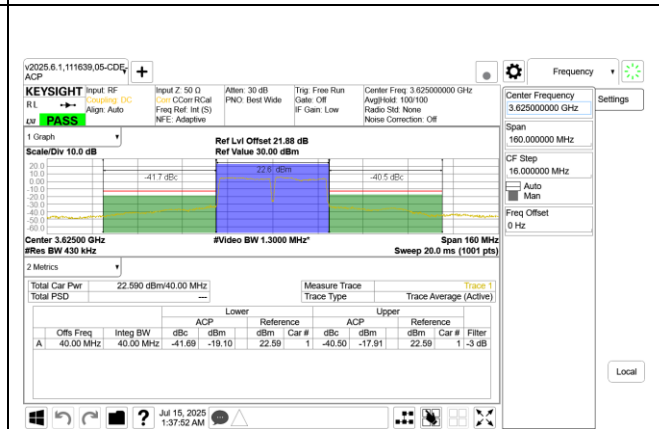 v2025.6.1,111639,05-CDE,
ACP
+
Frequency
KEYSIGHT Input: RF Input Z: 50 Ω Atten: 30 dB Trig: Free Run Center Freq: 3.625000000 GHz
RL Coupling: DC Corr CCorr RCal PNO: Best Wide Gate: Off Avg|Hold: 100/100
Align: Auto Freq Ref: Int (S) IF Gain: Low Radio Std: None
LXI PASS NFE: Adaptive Noise Correction: Off
Center Frequency
3.625000000 GHz
Settings
Span
160.000000 MHz
CF Step
16.000000 MHz
Auto
Man
Freq Offset
0 Hz
Local
1 Graph
Ref Lvl Offset 21.88 dB
Scale/Div 10.0 dB Ref Value 30.00 dBm
20.0
10.0
0.00
-10.0
-20.0
-30.0
-40.0
-50.0
-60.0
-41.7 dBc 22.6 dBm -40.5 dBc
Center 3.62500 GHz #Video BW 1.3000 MHz* Span 160 MHz
#Res BW 430 kHz Sweep 20.0 ms (1001 pts)
2 Metrics
Total Car Pwr 22.590 dBm/40.00 MHz Measure Trace Trace 1
Total PSD --- Trace Type Trace Average (Active)
Lower Upper
ACP Reference ACP Reference
Offs Freq Integ BW dBc dBm dBm Car # dBc dBm dBm Car # Filter
A 40.00 MHz 40.00 MHz -41.69 -19.10 22.59 1 -40.50 -17.91 22.59 1 -3 dB
? Jul 15, 2025
1:37:52 AM